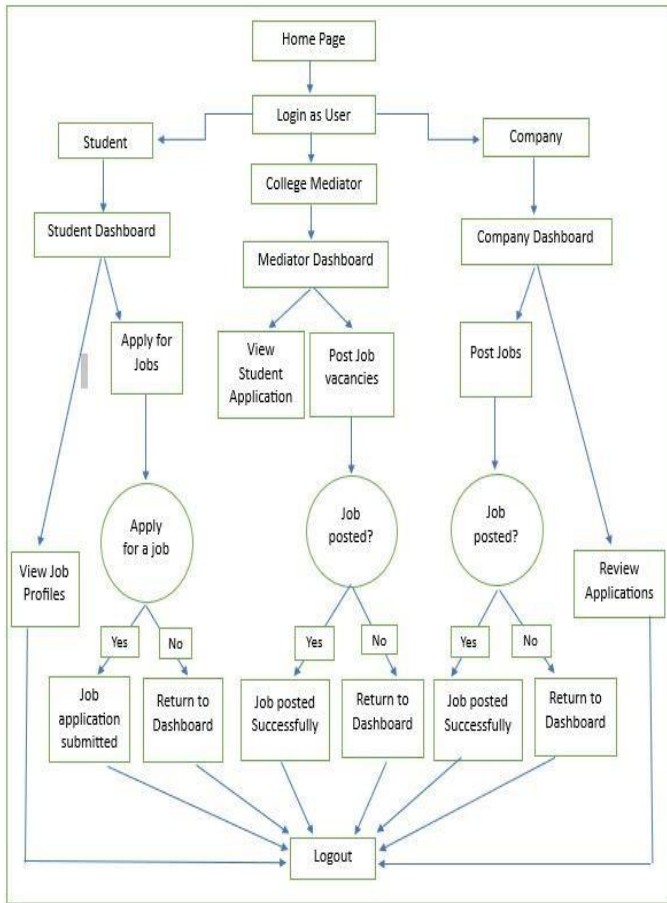 Home Page
Login as User
Student
Company
College Mediator
Student Dashboard
Company Dashboard
Mediator Dashboard
Apply for
Jobs
View
Student
Application
Post Job
vacancies
Post Jobs
Apply
for a job
Job
posted?
Job
posted?
View Job
Profiles
Review
Applications
Yes
No
Yes
No
Yes
No
Job
application
submitted
Return to
Dashboard
Job posted
Successfully
Return to
Dashboard
Job posted
Successfully
Return to
Dashboard
Logout